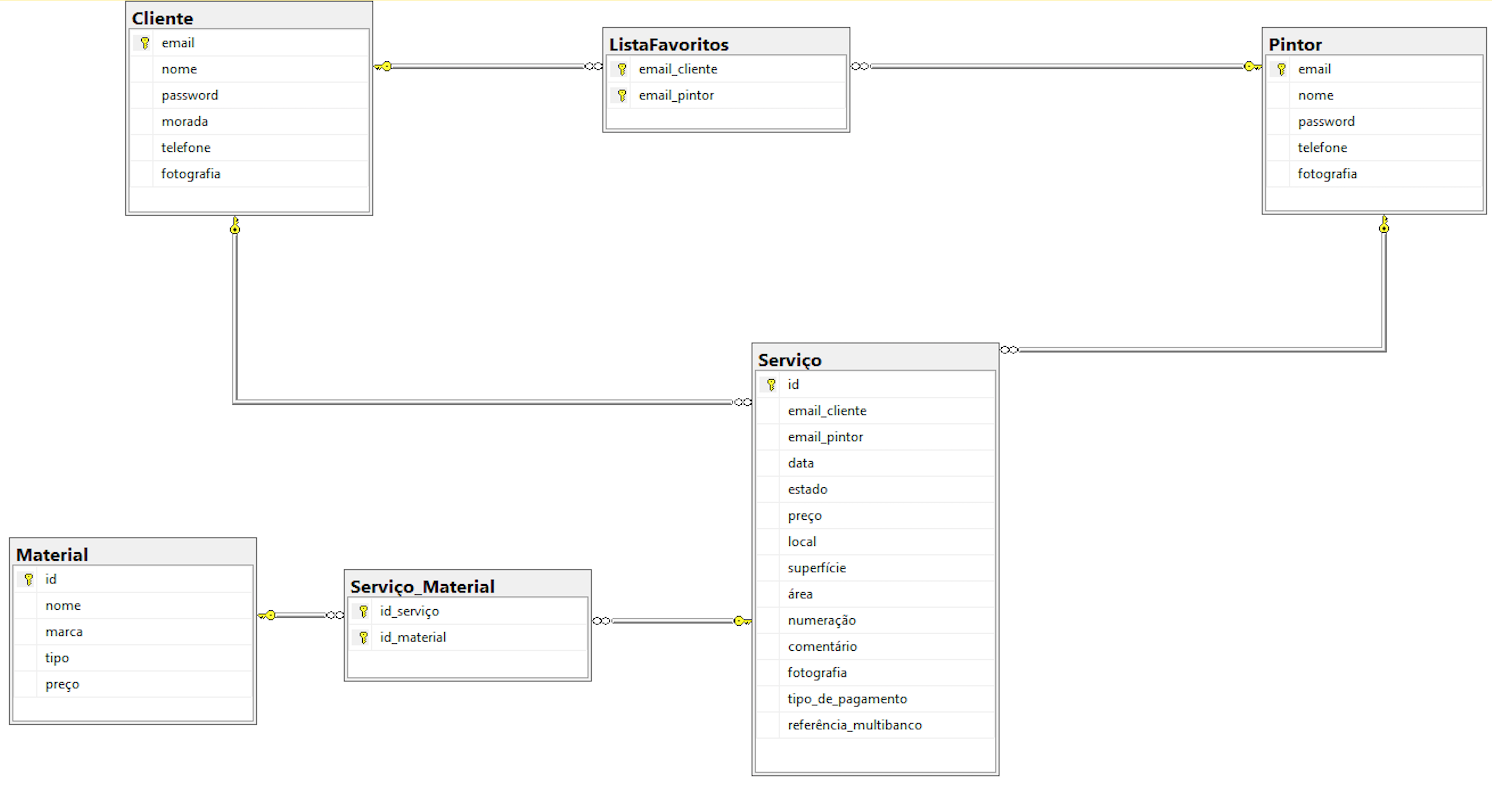 Cliente
email
nome
password
morada
telefone
fotografia
ListaFavoritos
email_cliente
email_pintor
Pintor
email
nome
password
telefone
fotografia
Serviço
id
email_cliente
email_pintor
data
estado
preço
local
superfície
área
numeração
comentário
fotografia
tipo_de_pagamento
referência_multibanco
Material
id
nome
marca
tipo
preço
Serviço_Material
id_serviço
id_material